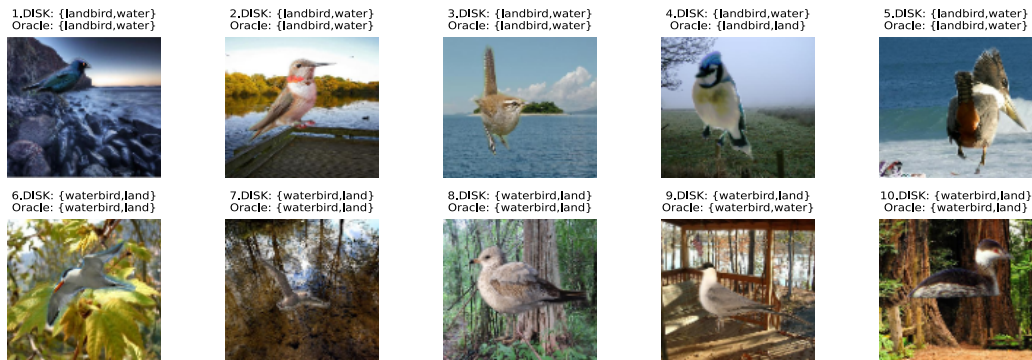 1.DISK: {landbird,water}
Oracle: {landbird,water}
2.DISK: {landbird,water}
Oracle: {landbird,water}
3.DISK: {landbird,water}
Oracle: {landbird,water}
4.DISK: {landbird,water}
Oracle: {landbird,land}
5.DISK: {landbird,water}
Oracle: {landbird,water}
6.DISK: {waterbird,land}
Oracle: {waterbird,land}
7.DISK: {waterbird,land}
Oracle: {waterbird,land}
8.DISK: {waterbird,land}
Oracle: {waterbird,land}
9.DISK: {waterbird,land}
Oracle: {waterbird,water}
10.DISK: {waterbird,land}
Oracle: {waterbird,land}